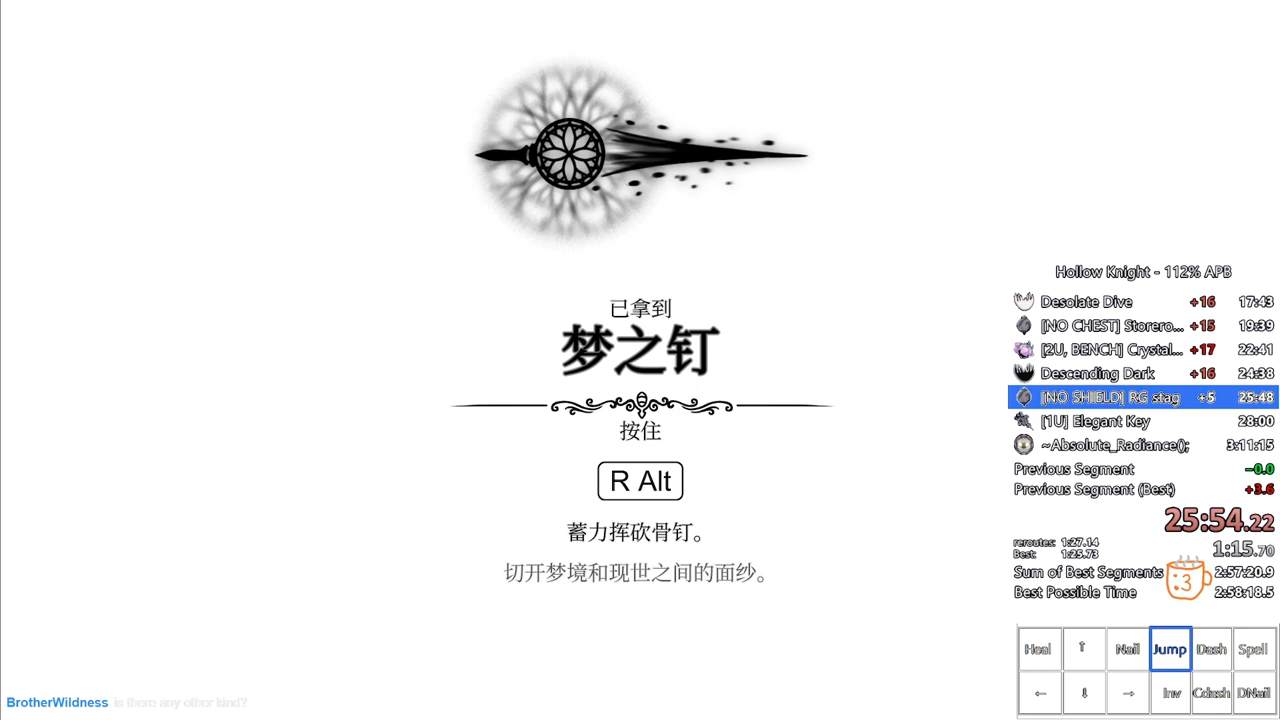 已拿到
梦之钉
按住
R Alt
蓄力挥砍骨钉。
切开梦境和现世之间的面纱。
Hollow Knight - 112% APB
Desolate Dive +16 17:43
[NO CHEST] Storero... +15 19:39
[2U, BENCH] Crystal... +17 22:41
Descending Dark +16 24:38
[NO SHIELD] RG stag +5 25:48
[1U] Elegant Key 28:00
~Absolute_Radiance(); 3:11:15
Previous Segment −0.0
Previous Segment (Best) +3.6
25:54.22
reroutes: 1:27.14
Best: 1:25.73
1:15.70
Sum of Best Segments 2:57:20.9
Best Possible Time 2:58:18.5
:3
Heal ↑ Nail Jump Dash Spell
← ↓ → Inv Cdash DNail
BrotherWildness is there any other kind?